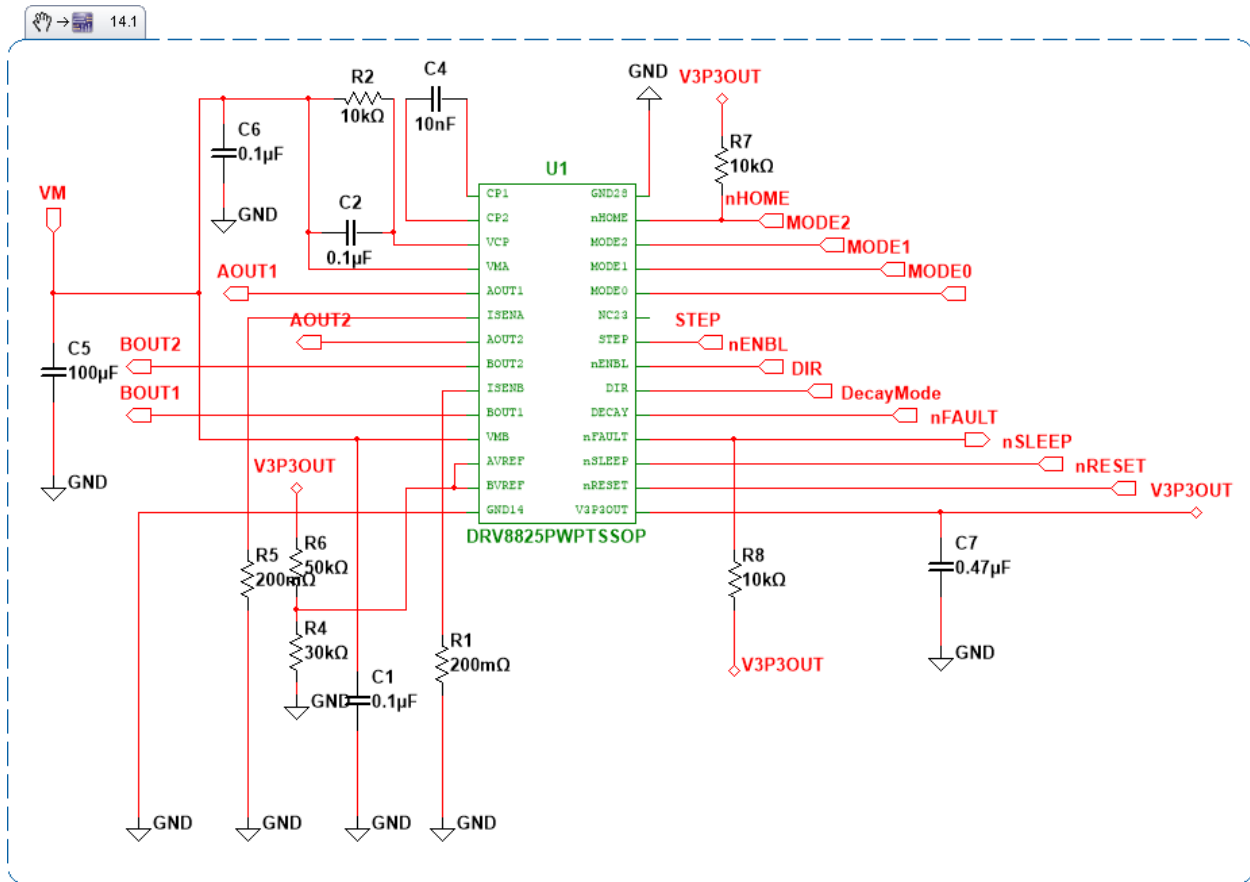 14.1
VM
C5
100µF
GND
C6
0.1µF
GND
R2
10kΩ
C2
0.1µF
C4
10nF
GND
V3P3OUT
R7
10kΩ
U1
CP1
CP2
VCP
VMA
AOUT1
ISENA
AOUT2
BOUT2
ISENB
BOUT1
VMB
AVREF
BVREF
GND14
GND28
nHOME
MODE2
MODE1
MODE0
NC23
STEP
nENBL
DIR
DECAY
nFAULT
nSLEEP
nRESET
V3P3OUT
DRV8825PWPTSSOP
AOUT1
AOUT2
BOUT2
BOUT1
nHOME
MODE2
MODE1
MODE0
STEP
nENBL
DIR
DecayMode
nFAULT
nSLEEP
nRESET
V3P3OUT
V3P3OUT
R6
50kΩ
R5
200mΩ
R4
30kΩ
GND
C1
0.1µF
R1
200mΩ
R8
10kΩ
V3P3OUT
C7
0.47µF
GND
GND
GND
GND
GND